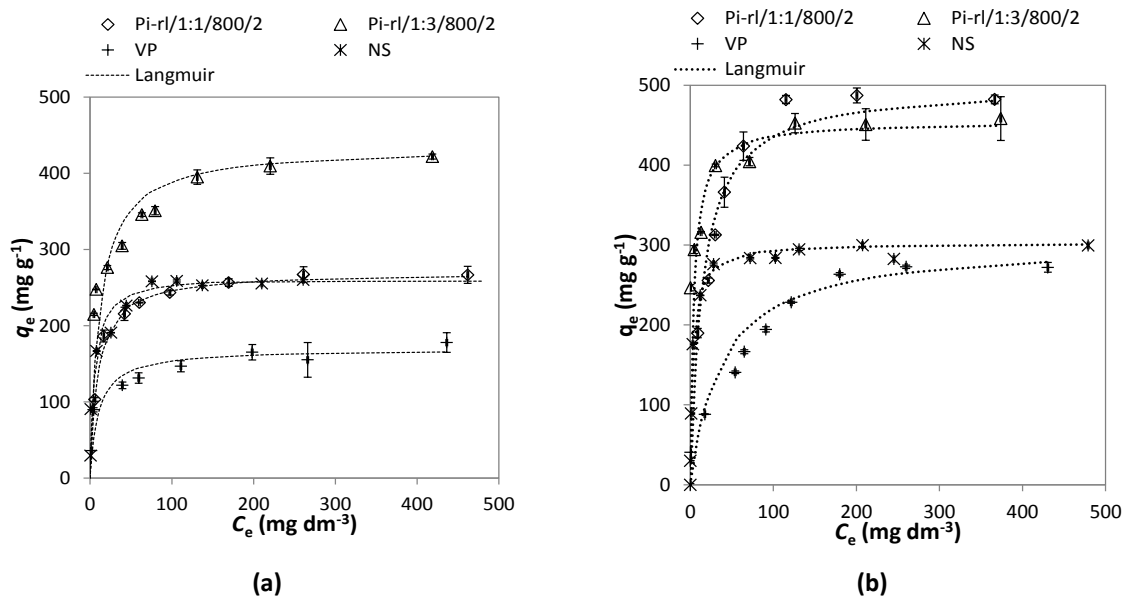 Pi-rl/1:1/800/2 Pi-rl/1:3/800/2
VP NS
Langmuir
500
400
300
200
100
0
qe (mg g-1)
0 100 200 300 400 500
Ce (mg dm-3)
(a)
Pi-rl/1:1/800/2 Pi-rl/1:3/800/2
VP NS
Langmuir
500
400
300
200
100
0
qe (mg g-1)
0 100 200 300 400 500
Ce (mg dm-3)
(b)